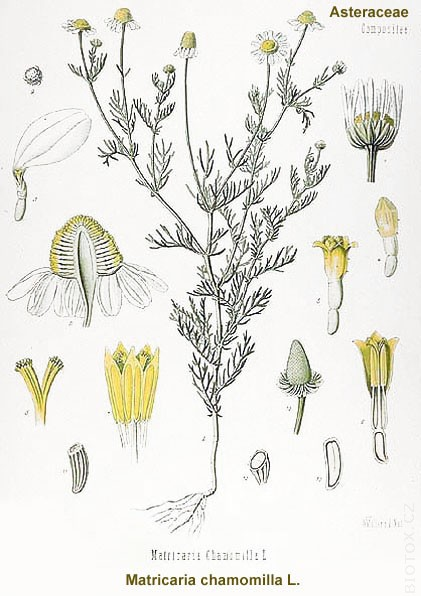 Asteraceae
Compositae
Matricaria Chamomilla L
Matricaria chamomilla L.
BIOTOX.CZ